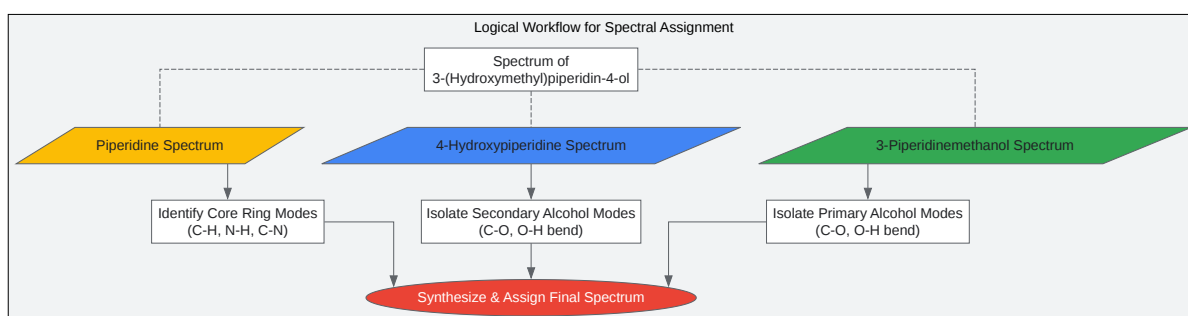 Logical Workflow for Spectral Assignment
Spectrum of
3-(Hydroxymethyl)piperidin-4-ol
Piperidine Spectrum
4-Hydroxypiperidine Spectrum
3-Piperidinemethanol Spectrum
Identify Core Ring Modes
(C-H, N-H, C-N)
Isolate Secondary Alcohol Modes
(C-O, O-H bend)
Isolate Primary Alcohol Modes
(C-O, O-H bend)
Synthesize & Assign Final Spectrum